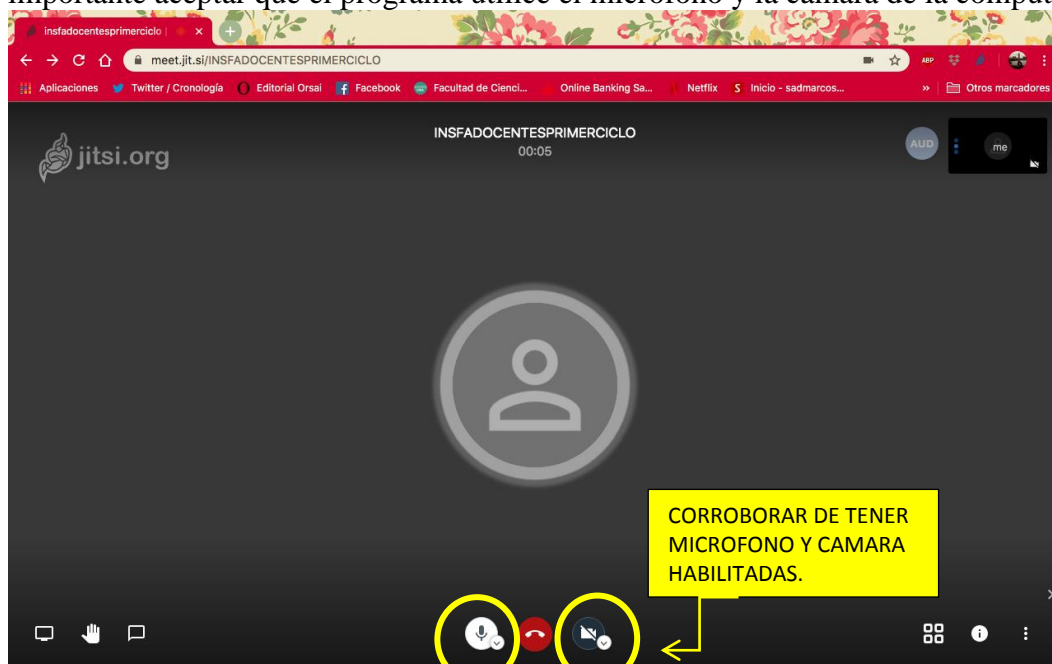 importante aceptar que el programa utilice el micrófono y la cámara de la comput
insfadocentesprimerciclo |
meet.jit.si/INSFADOCENTESPRIMERCICLO
ABP
Aplicaciones Twitter / Cronología Editorial Orsai Facebook Facultad de Cienci... Online Banking Sa... Netflix S Inicio - sadmarcos... » Otros marcadores
jitsi.org
INSFADOCENTESPRIMERCICLO
00:05
AUD
me
CORROBORAR DE TENER
MICROFONO Y CAMARA
HABILITADAS.